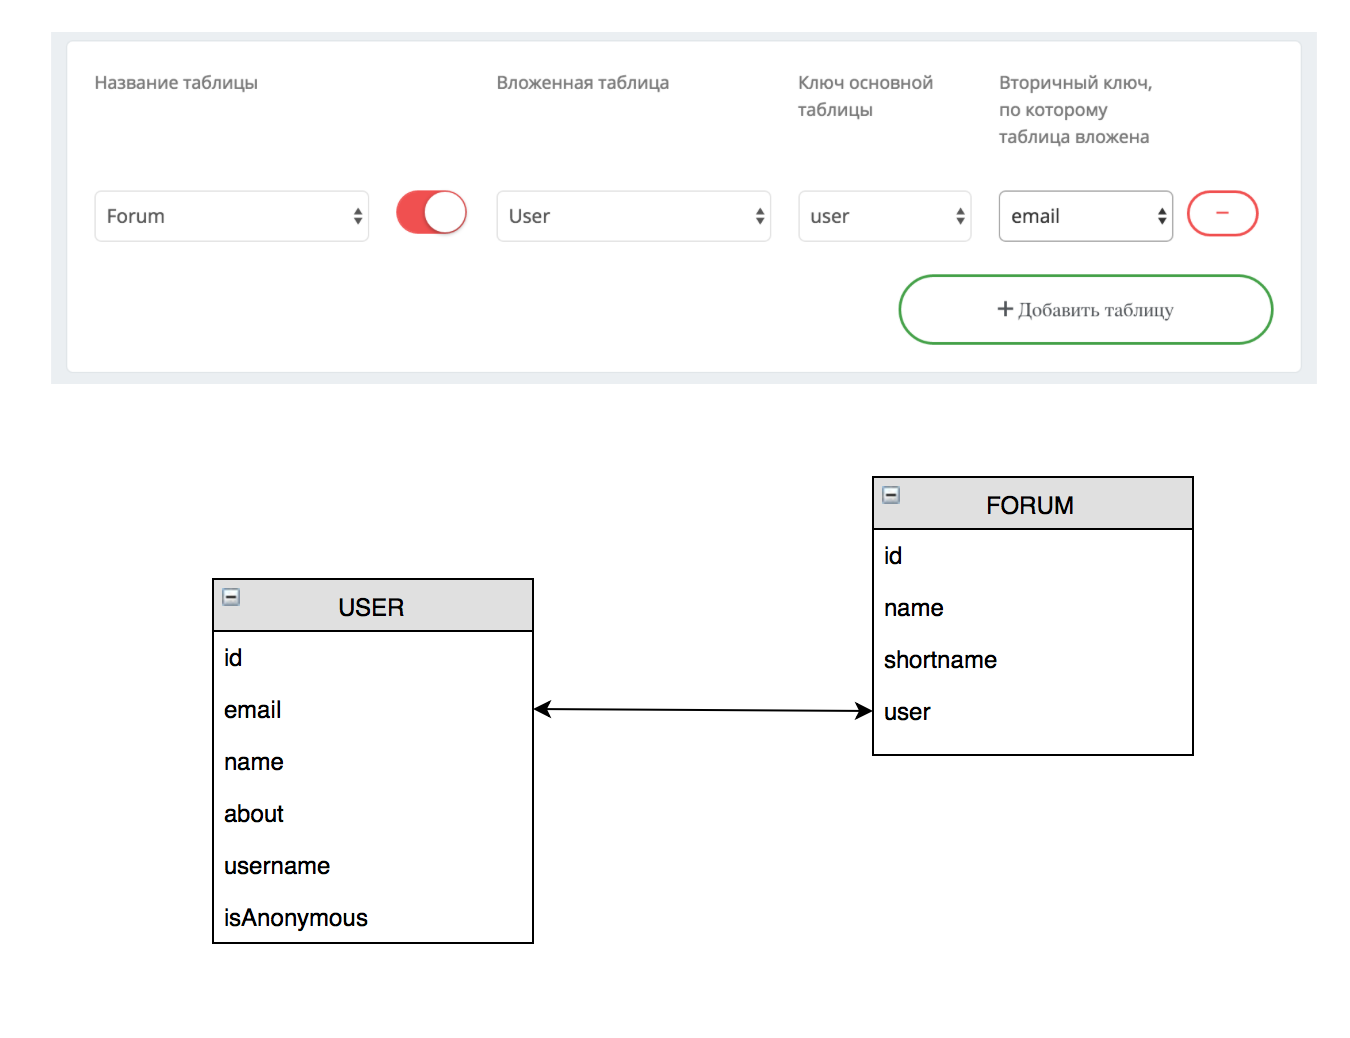 Название таблицы
Вложенная таблица
Ключ основной
таблицы
Вторичный ключ,
по которому
таблица вложена
Forum
User
user
email
Добавить таблицу
FORUM
id
name
shortname
user
USER
id
email
name
about
username
isAnonymous